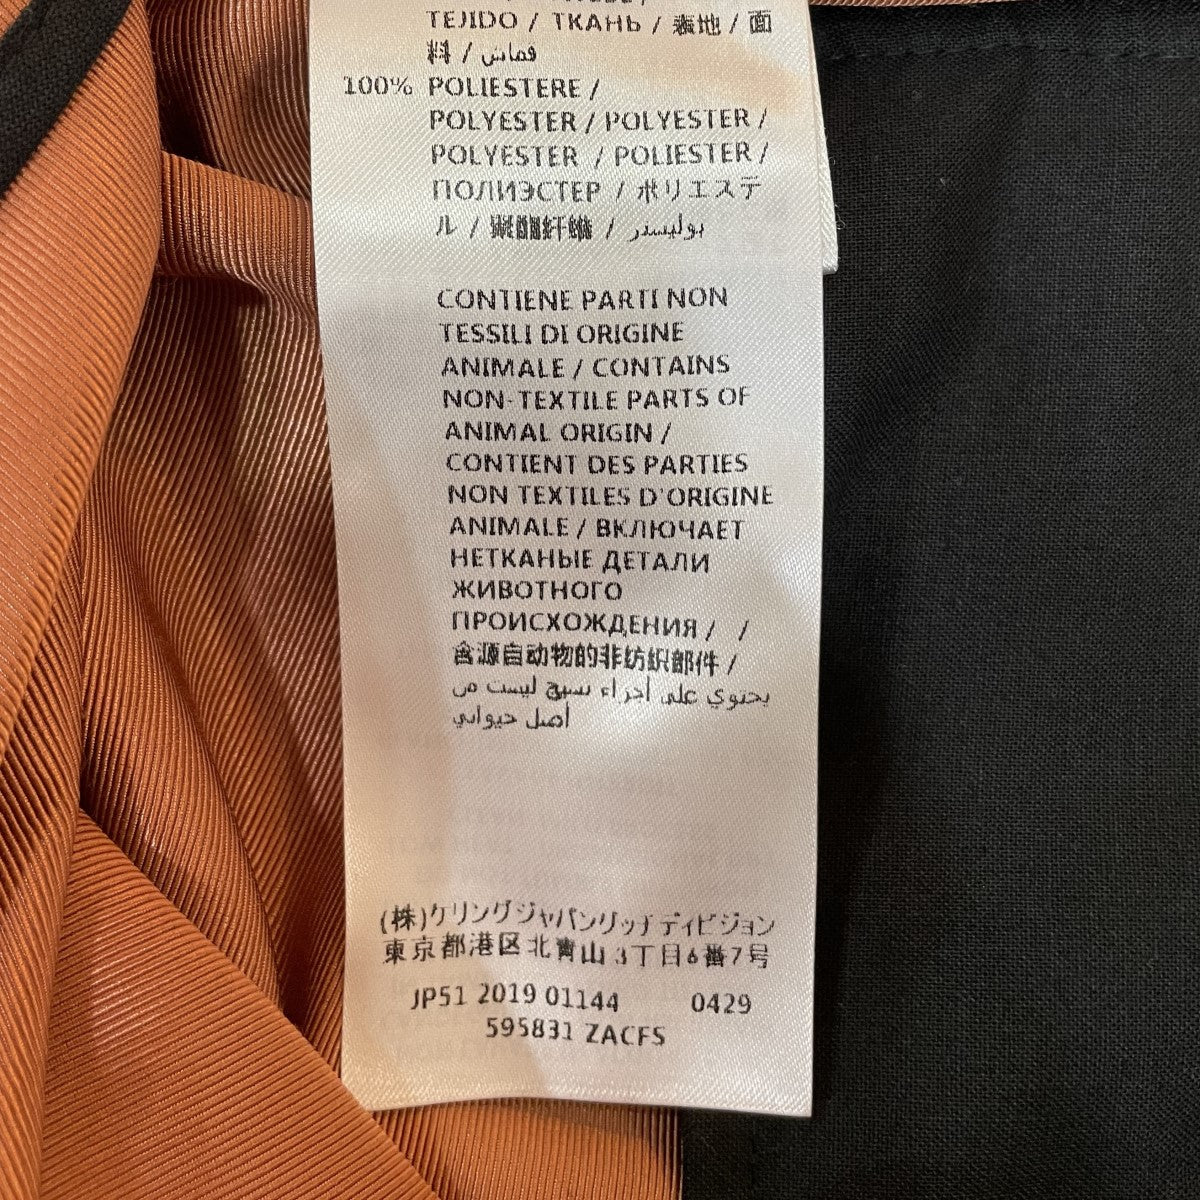 TEJIDO / ТКАНЬ / 表地 / 面
料 / قماش
100% POLIESTERE /
POLYESTER / POLYESTER /
POLYESTER / POLIESTER /
ПОЛИЭСТЕР / ポリエステ
ル / 聚酯纤维 / بوليستر
CONTIENE PARTI NON
TESSILI DI ORIGINE
ANIMALE / CONTAINS
NON-TEXTILE PARTS OF
ANIMAL ORIGIN /
CONTIENT DES PARTIES
NON TEXTILES D'ORIGINE
ANIMALE / ВКЛЮЧАЕТ
НЕТКАНЫЕ ДЕТАЛИ
ЖИВОТНОГО
ПРОИСХОЖДЕНИЯ / /
含源自动物的非纺织部件 /
يحتوي على أجزاء نسيج ليست من
أصل حيواني
(株)ケリングジャパンリッチ ディビジョン
東京都港区北青山3丁目6番7号
JP51 2019 01144 0429
595831 ZACFS